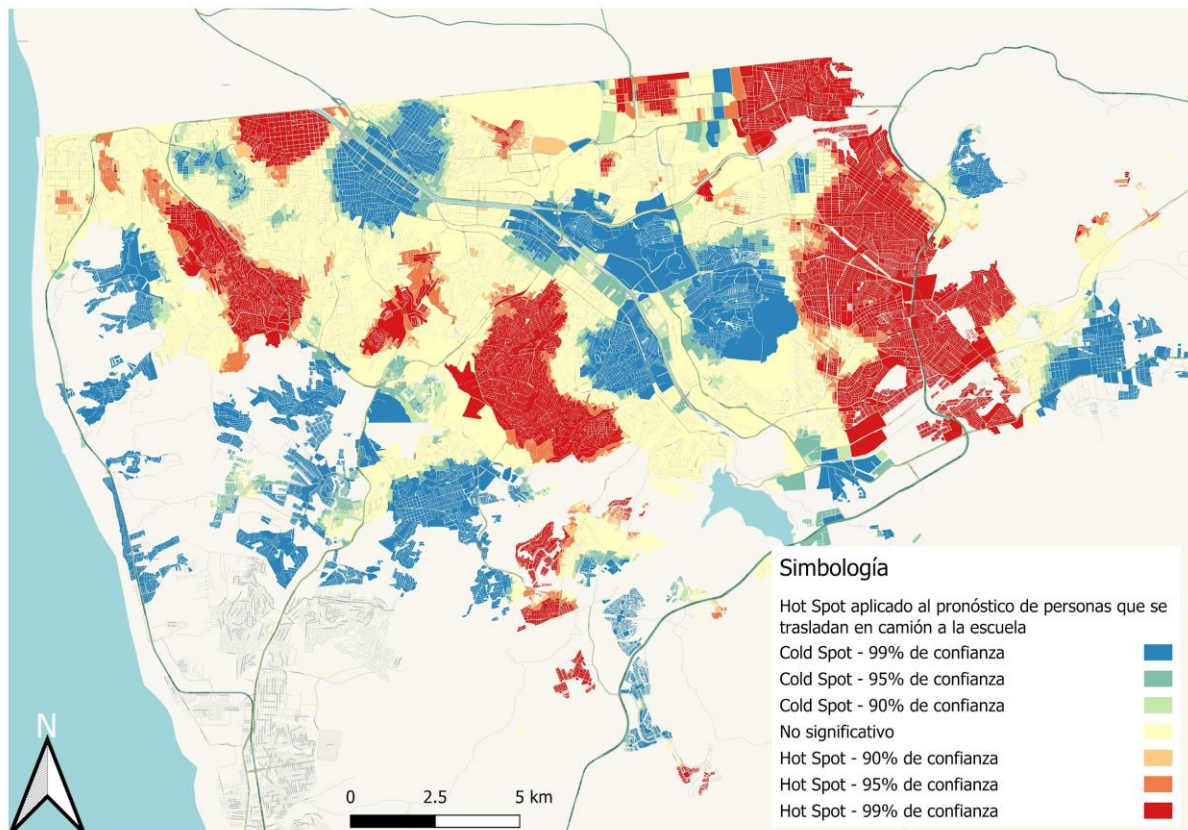 Simbología
Hot Spot aplicado al pronóstico de personas que se
trasladan en camión a la escuela
Cold Spot - 99% de confianza
Cold Spot - 95% de confianza
Cold Spot - 90% de confianza
No significativo
Hot Spot - 90% de confianza
Hot Spot - 95% de confianza
Hot Spot - 99% de confianza
N
0 2.5 5 km